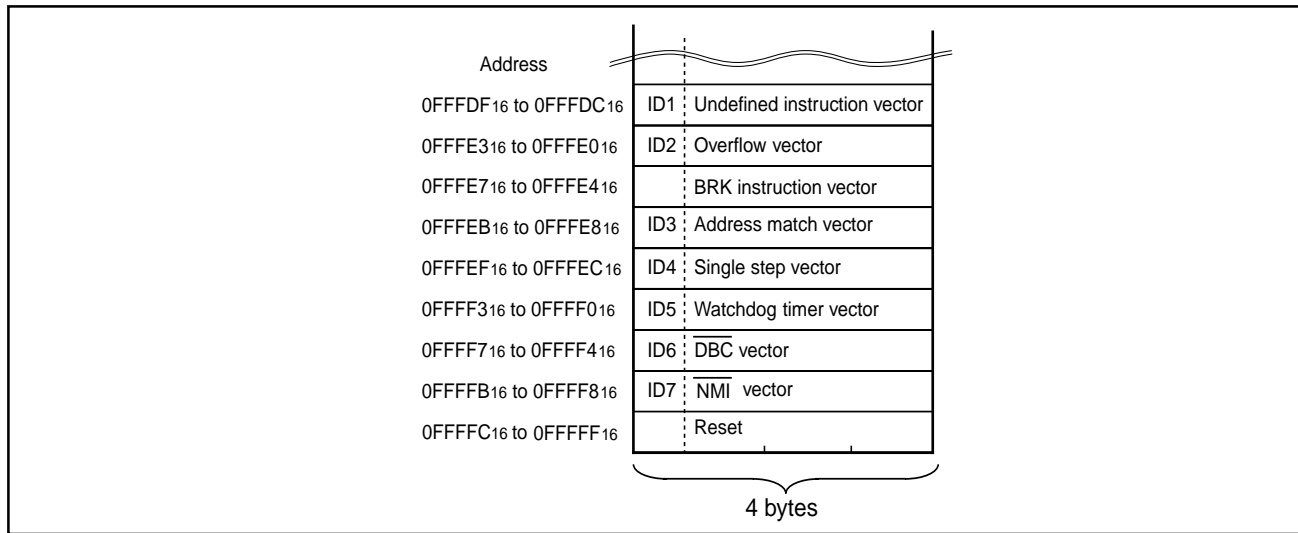 Address
0FFFDF16 to 0FFFDC16 ID1 Undefined instruction vector
0FFFE316 to 0FFFE016 ID2 Overflow vector
0FFFE716 to 0FFFE416 BRK instruction vector
0FFFEB16 to 0FFFE816 ID3 Address match vector
0FFFEF16 to 0FFFEC16 ID4 Single step vector
0FFFF316 to 0FFFF016 ID5 Watchdog timer vector
0FFFF716 to 0FFFF416 ID6 D̅B̅C̅ vector
0FFFFB16 to 0FFFF816 ID7 N̅M̅I̅ vector
0FFFFC16 to 0FFFFF16 Reset
4 bytes